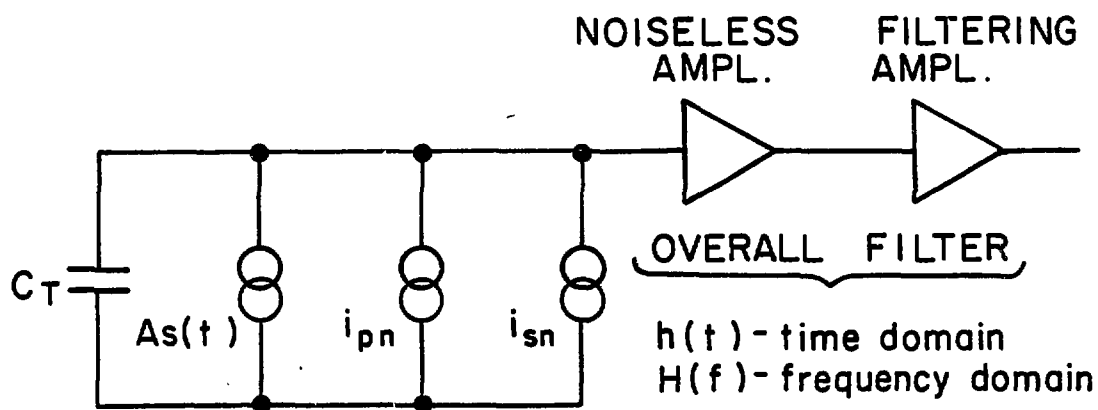 NOISELESS AMPL.
FILTERING AMPL.
C_T
As(t)
i_pn
i_sn
OVERALL FILTER
h(t)-time domain
H(f)-frequency domain